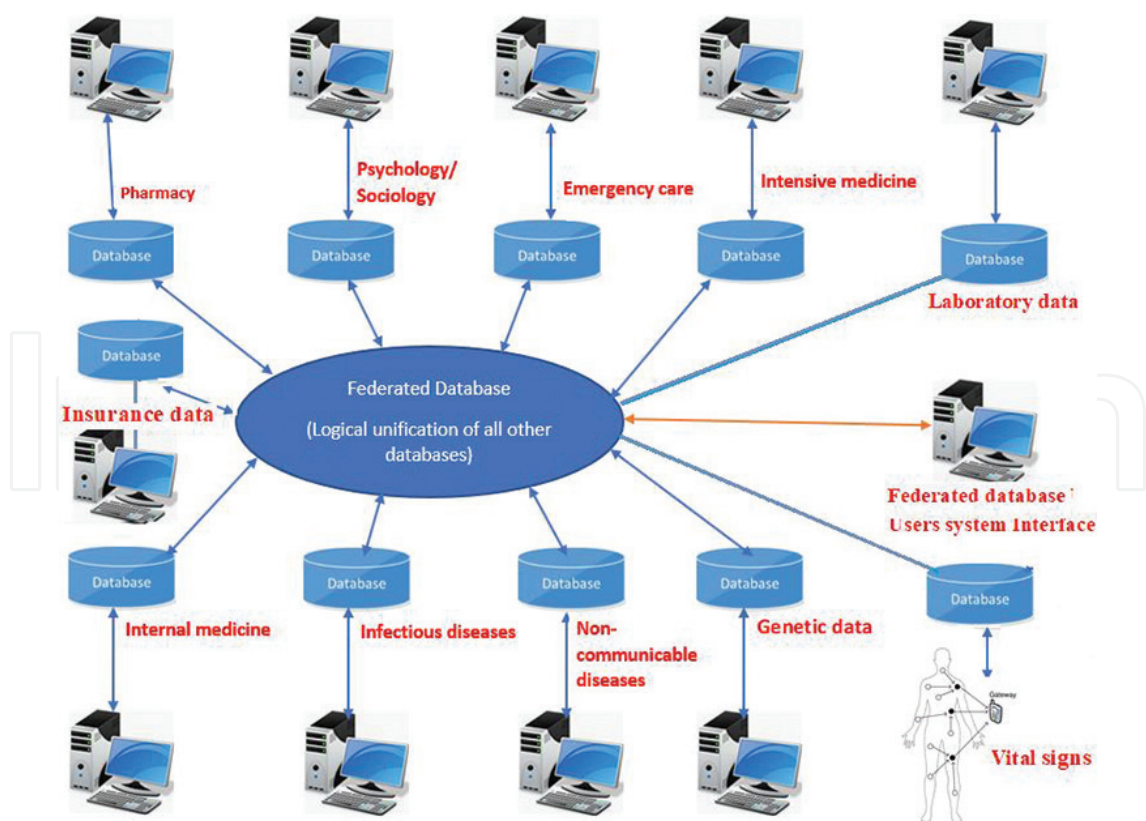 Pharmacy
Psychology/
Sociology
Emergency care
Intensive medicine
Database
Database
Database
Database
Database
Laboratory data
Database
Insurance data
Federated Database
(Logical unification of all other
databases)
Federated database
Users system Interface
Database
Database
Database
Database
Database
Internal medicine
Infectious diseases
Non-
communicable
diseases
Genetic data
Gateway
Vital signs